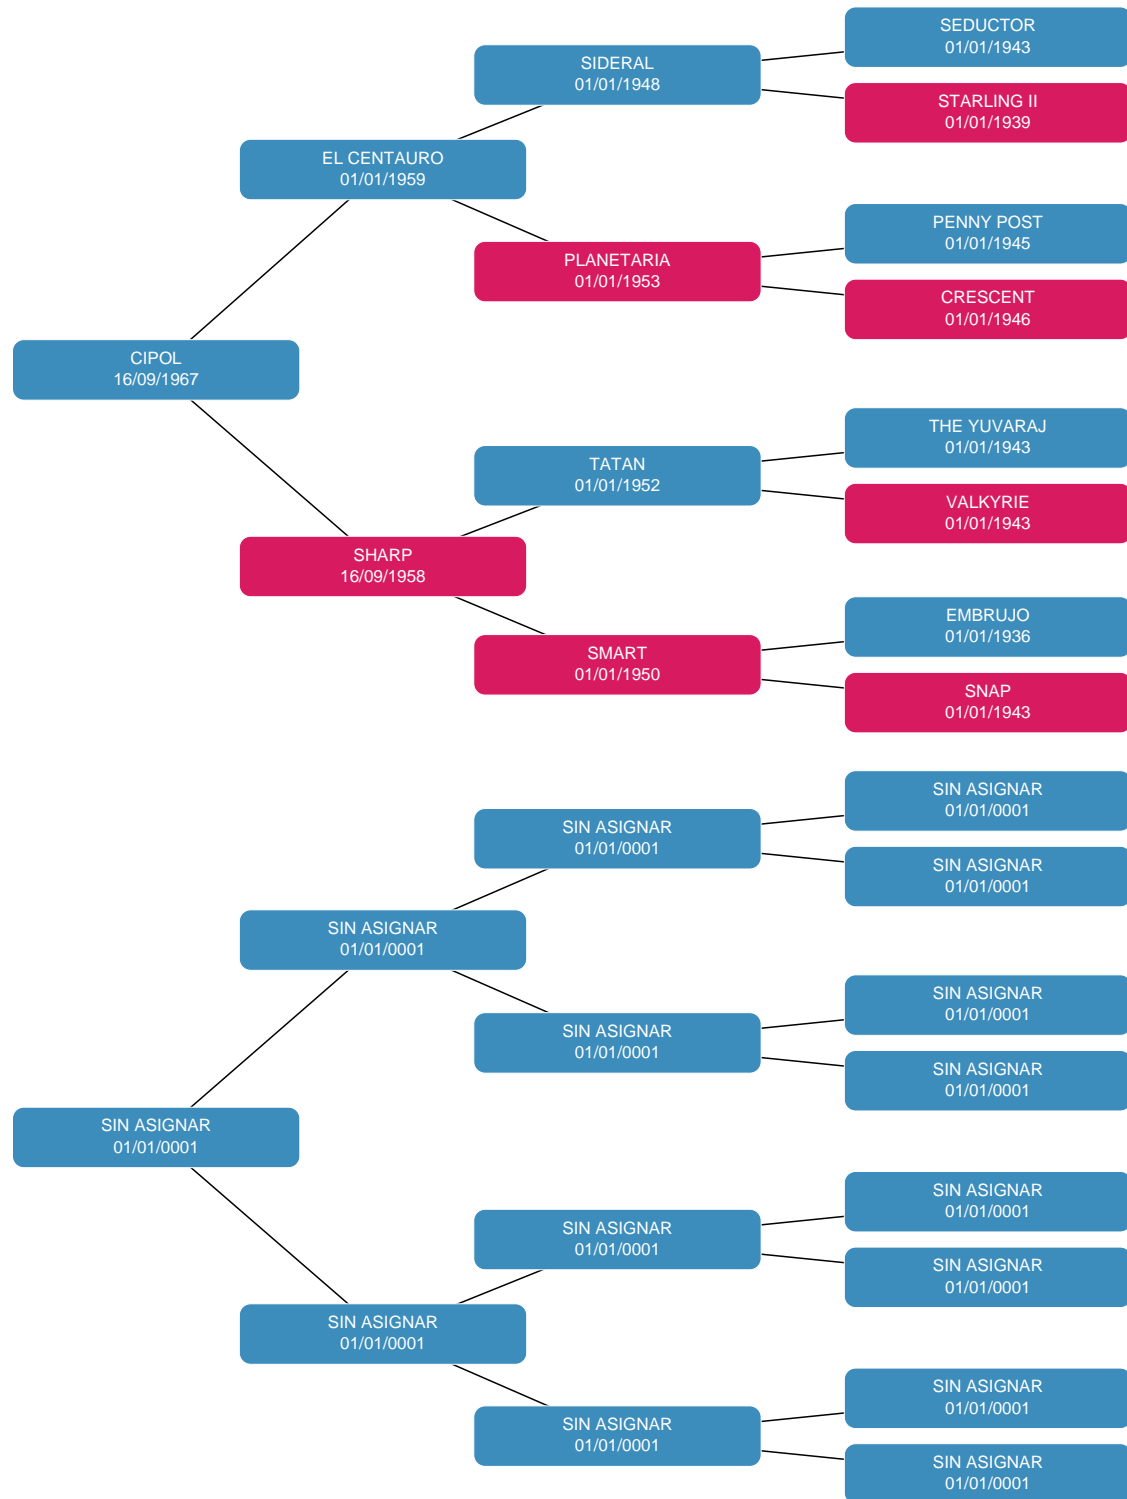 SEDUCTOR
01/01/1943
SIDERAL
01/01/1948
STARLING II
01/01/1939
EL CENTAURO
01/01/1959
PENNY POST
01/01/1945
PLANETARIA
01/01/1953
CRESCENT
01/01/1946
CIPOL
16/09/1967
THE YUVARAJ
01/01/1943
TATAN
01/01/1952
VALKYRIE
01/01/1943
SHARP
16/09/1958
EMBRUJO
01/01/1936
SMART
01/01/1950
SNAP
01/01/1943
SIN ASIGNAR
01/01/0001
SIN ASIGNAR
01/01/0001
SIN ASIGNAR
01/01/0001
SIN ASIGNAR
01/01/0001
SIN ASIGNAR
01/01/0001
SIN ASIGNAR
01/01/0001
SIN ASIGNAR
01/01/0001
SIN ASIGNAR
01/01/0001
SIN ASIGNAR
01/01/0001
SIN ASIGNAR
01/01/0001
SIN ASIGNAR
01/01/0001
SIN ASIGNAR
01/01/0001
SIN ASIGNAR
01/01/0001
SIN ASIGNAR
01/01/0001
SIN ASIGNAR
01/01/0001